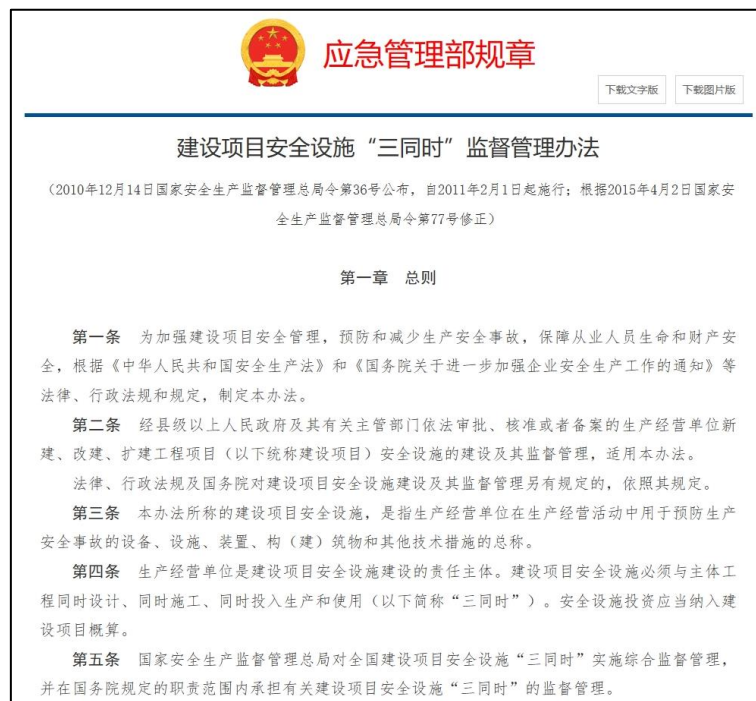 应急管理部规章
下载文字版 下载图片版
建设项目安全设施“三同时”监督管理办法
（2010年12月14日国家安全生产监督管理总局令第36号公布，自2011年2月1日起施行；根据2015年4月2日国家安
全生产监督管理总局令第77号修正）
第一章 总则
第一条 为加强建设项目安全管理，预防和减少生产安全事故，保障从业人员生命和财产安
全，根据《中华人民共和国安全生产法》和《国务院关于进一步加强企业安全生产工作的通知》等
法律、行政法规和规定，制定本办法。
第二条 经县级以上人民政府及其有关主管部门依法审批、核准或者备案的生产经营单位新
建、改建、扩建工程项目（以下统称建设项目）安全设施的建设及其监督管理，适用本办法。
法律、行政法规及国务院对建设项目安全设施建设及其监督管理另有规定的，依照其规定。
第三条 本办法所称的建设项目安全设施，是指生产经营单位在生产经营活动中用于预防生产
安全事故的设备、设施、装置、构（建）筑物和其他技术措施的总称。
第四条 生产经营单位是建设项目安全设施建设的责任主体。建设项目安全设施必须与主体工
程同时设计、同时施工、同时投入生产和使用（以下简称“三同时”）。安全设施投资应当纳入建
设项目概算。
第五条 国家安全生产监督管理总局对全国建设项目安全设施“三同时”实施综合监督管理，
并在国务院规定的职责范围内承担有关建设项目安全设施“三同时”的监督管理。